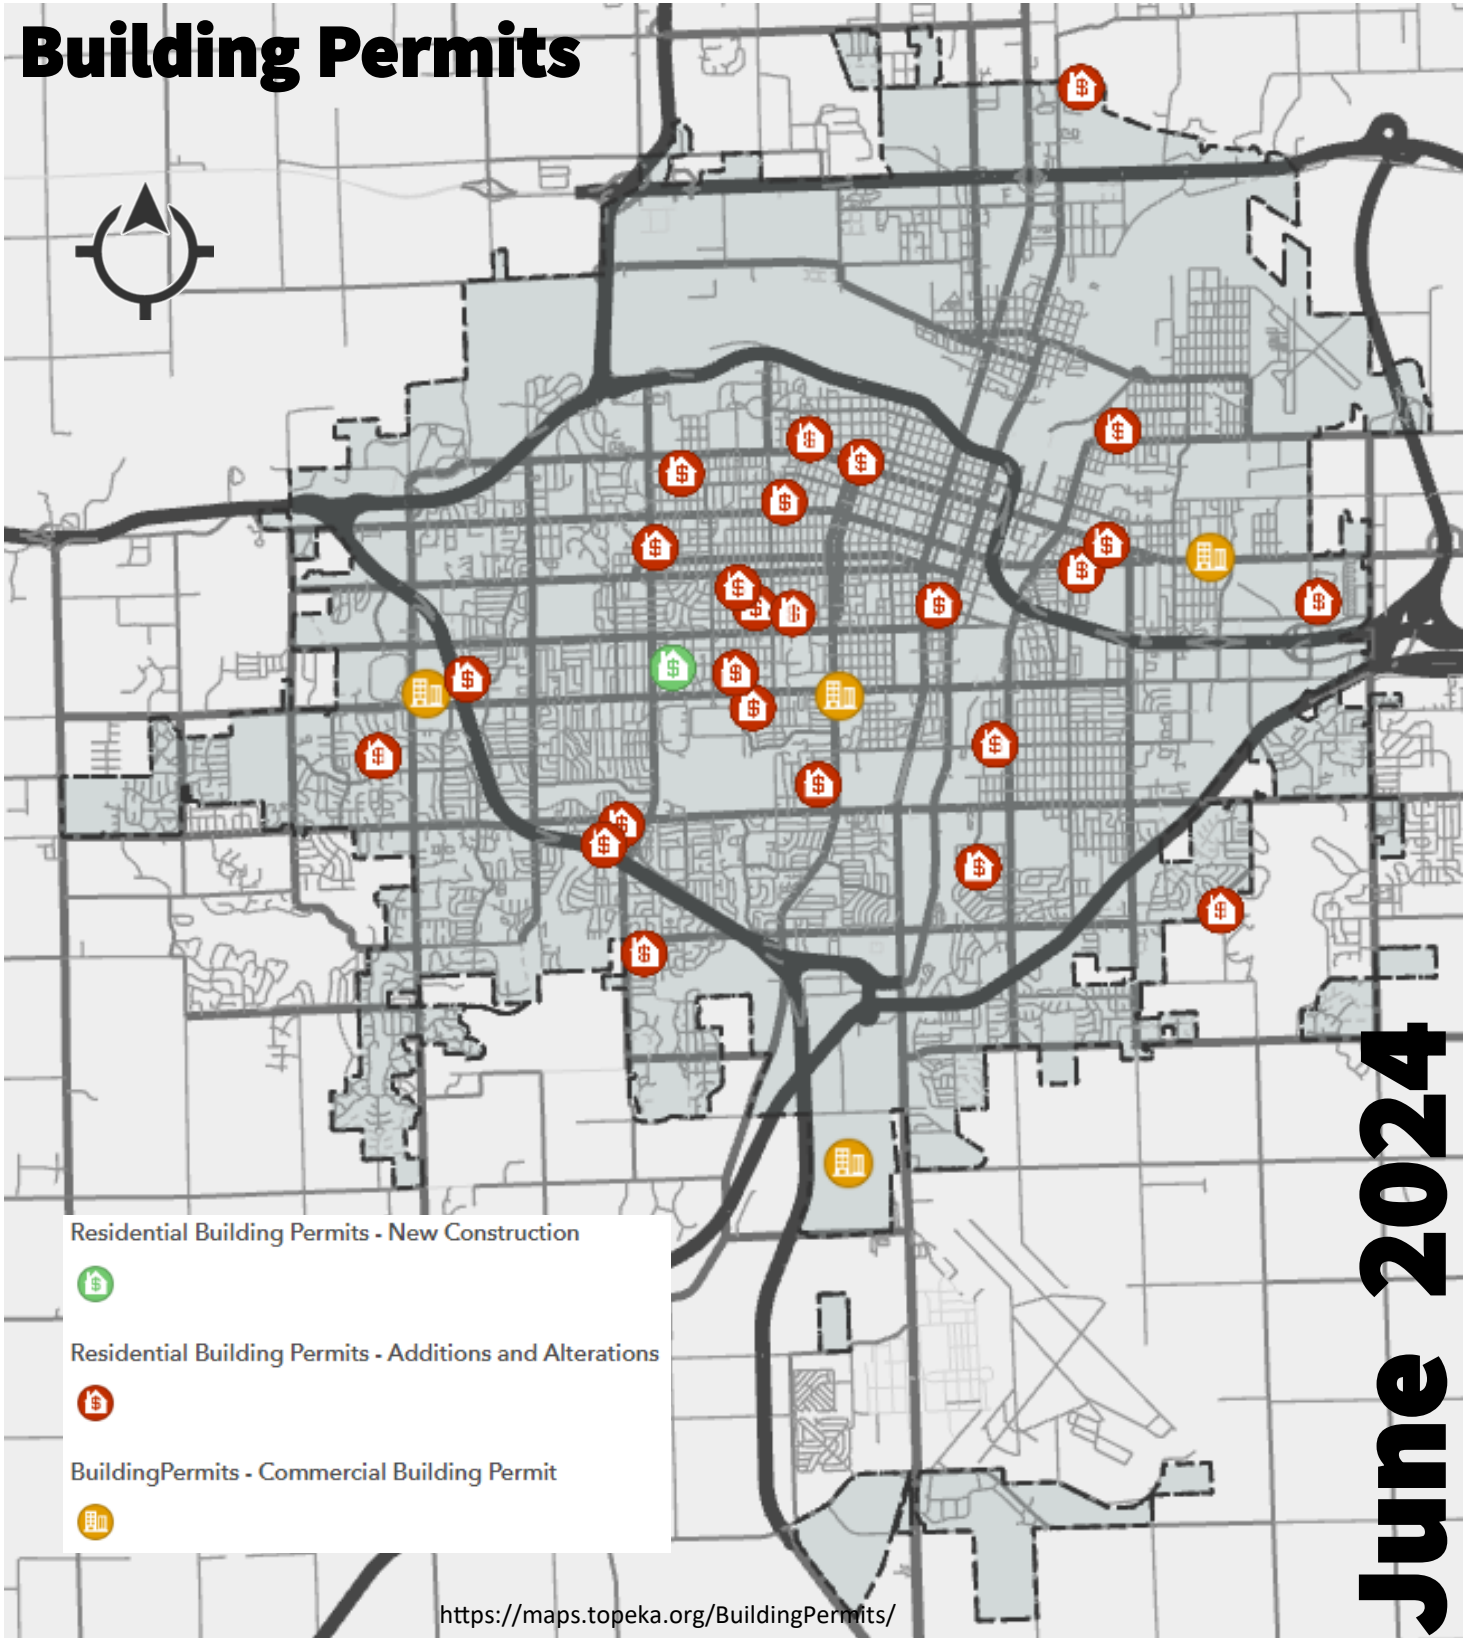 Building Permits
Residential Building Permits - New Construction
Residential Building Permits - Additions and Alterations
BuildingPermits - Commercial Building Permit
https://maps.topeka.org/BuildingPermits/
June 2024